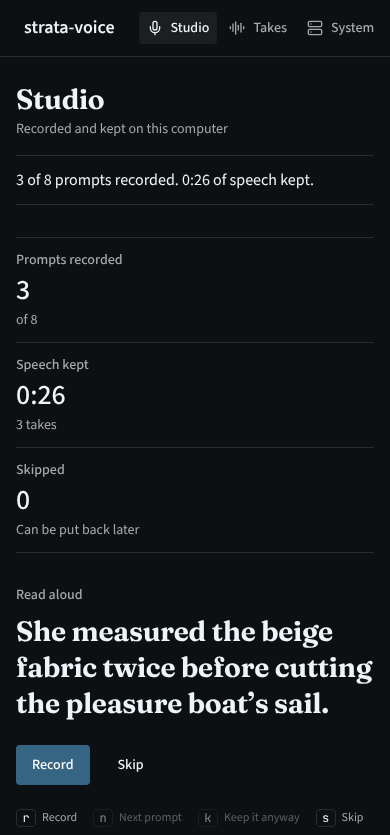 strata-voice Studio Takes System
Studio
Recorded and kept on this computer
3 of 8 prompts recorded. 0:26 of speech kept.
Prompts recorded
3
of 8
Speech kept
0:26
3 takes
Skipped
0
Can be put back later
Read aloud
She measured the beige
fabric twice before cutting
the pleasure boat’s sail.
Record Skip
r Record n Next prompt k Keep it anyway s Skip